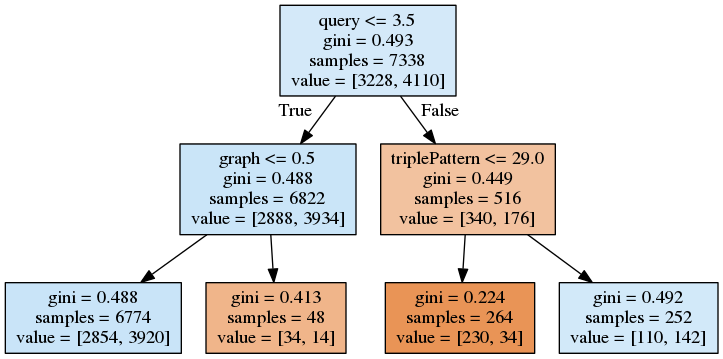 query <= 3.5
gini = 0.493
samples = 7338
value = [3228, 4110]
True
False
graph <= 0.5
gini = 0.488
samples = 6822
value = [2888, 3934]
triplePattern <= 29.0
gini = 0.449
samples = 516
value = [340, 176]
gini = 0.488
samples = 6774
value = [2854, 3920]
gini = 0.413
samples = 48
value = [34, 14]
gini = 0.224
samples = 264
value = [230, 34]
gini = 0.492
samples = 252
value = [110, 142]